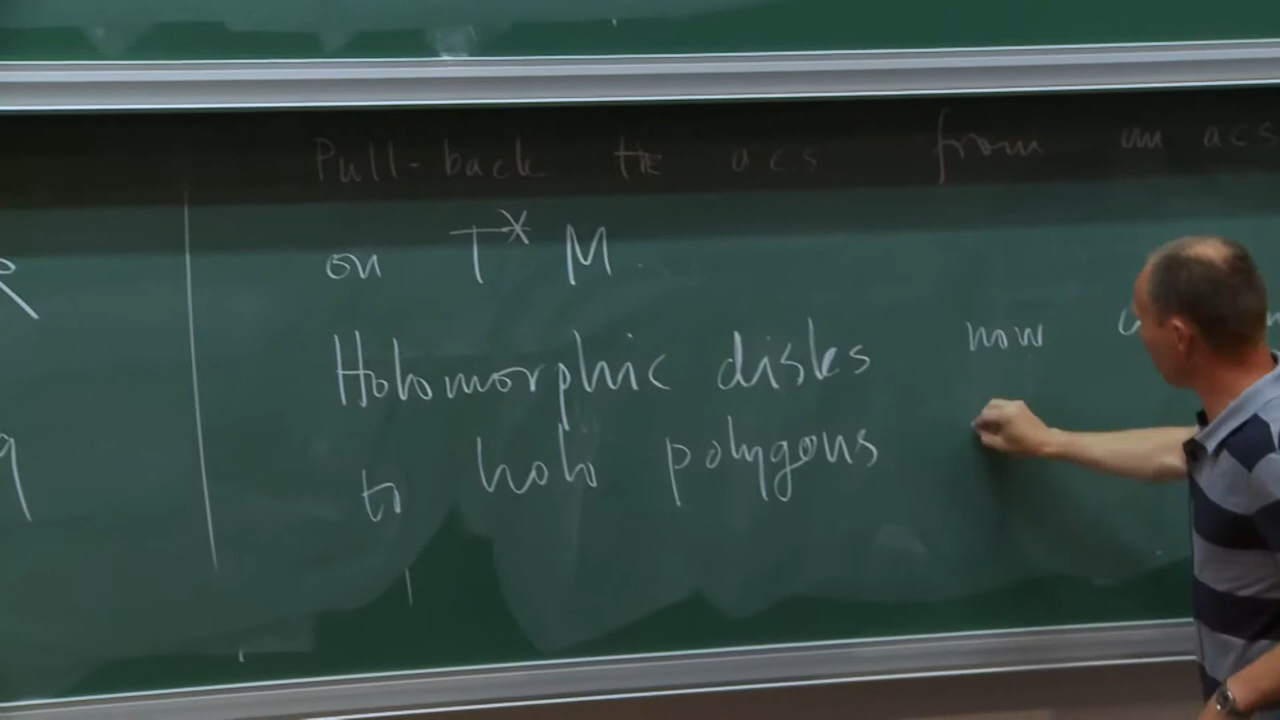 Pull-back the acs from an acs
on T* M.
Holomorphic disks now
to holo polygons
R
q